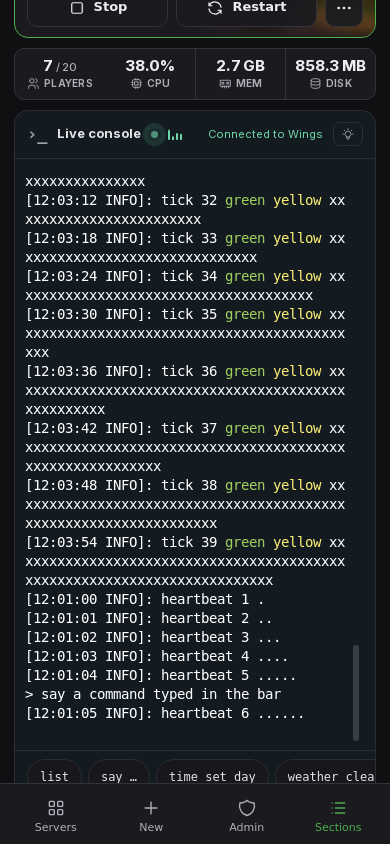 Stop Restart ...
7 / 20 38.0% 2.7 GB 858.3 MB
PLAYERS CPU MEM DISK
>_ Live console Connected to Wings
xxxxxxxxxxxxxxx
[12:03:12 INFO]: tick 32 green yellow xx
xxxxxxxxxxxxxxxxxxxxxx
[12:03:18 INFO]: tick 33 green yellow xx
xxxxxxxxxxxxxxxxxxxxxxxxxxxxx
[12:03:24 INFO]: tick 34 green yellow xx
xxxxxxxxxxxxxxxxxxxxxxxxxxxxxxxxxxxx
[12:03:30 INFO]: tick 35 green yellow xx
xxxxxxxxxxxxxxxxxxxxxxxxxxxxxxxxxxxxxxxx
xxx
[12:03:36 INFO]: tick 36 green yellow xx
xxxxxxxxxxxxxxxxxxxxxxxxxxxxxxxxxxxxxxxx
xxxxxxxxxx
[12:03:42 INFO]: tick 37 green yellow xx
xxxxxxxxxxxxxxxxxxxxxxxxxxxxxxxxxxxxxxxx
xxxxxxxxxxxxxxxxx
[12:03:48 INFO]: tick 38 green yellow xx
xxxxxxxxxxxxxxxxxxxxxxxxxxxxxxxxxxxxxxxx
xxxxxxxxxxxxxxxxxxxxxxxx
[12:03:54 INFO]: tick 39 green yellow xx
xxxxxxxxxxxxxxxxxxxxxxxxxxxxxxxxxxxxxxxx
xxxxxxxxxxxxxxxxxxxxxxxxxxxxxxx
[12:01:00 INFO]: heartbeat 1 .
[12:01:01 INFO]: heartbeat 2 ..
[12:01:02 INFO]: heartbeat 3 ...
[12:01:03 INFO]: heartbeat 4 ....
[12:01:04 INFO]: heartbeat 5 .....
> say a command typed in the bar
[12:01:05 INFO]: heartbeat 6 ......
list say … time set day weather clea
Servers New Admin Sections